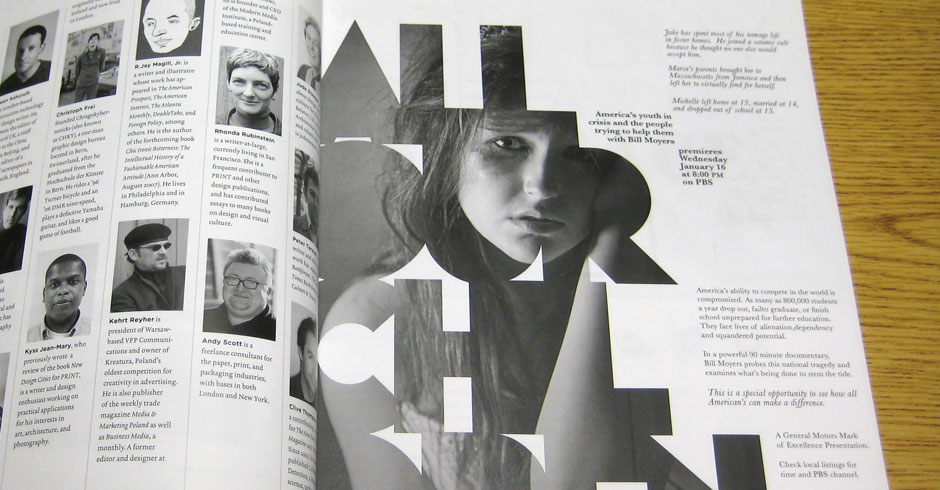 originally from
Zealand and now lives
in London.
Christoph Frei
founded Chragokyber-
neticks (also known
as CHKY), a one-man
graphic design bureau
located in Bern,
Switzerland, after he
graduated from the
Hochschule der Künste
in Bern. He rides a '96
Turner bicycle and an
'06 DMR nine-speed,
plays a defective Yamaha
guitar, and likes a good
game of football.
Kyss Jean-Mary, who
previously wrote a
review of the book New
Design Cities for PRINT,
is a writer and design
enthusiast working on
practical applications
for his interests in
art, architecture, and
photography.
R.Jay Magill, Jr. is
a writer and illustrator
whose work has ap-
peared in The American
Prospect, The American
Interest, The Atlantic
Monthly, DoubleTake, and
Foreign Policy, among
others. He is the author
of the forthcoming book
Chic Ironic Bitterness: The
Intellectual History of a
Fashionable American
Attitude (Ann Arbor,
August 2007). He lives
in Philadelphia and in
Hamburg, Germany.
Kehrt Reyher is
president of Warsaw-
based VFP Communi-
cations and owner of
Kreatura, Poland's
oldest competition for
creativity in advertising.
He is also publisher
of the weekly trade
magazine Media &
Marketing Poland as well
as Business Media, a
monthly. A former
editor and designer at
is founder and CEO
of the Modern Media
Institute, a Poland-
based training and
education center.
Rhonda Rubinstein
is a writer-at-large,
currently living in San
Francisco. She is a
frequent contributor to
PRINT and other
design publications,
and has contributed
essays to many books
on design and visual
culture.
Andy Scott is a
freelance consultant for
the paper, print, and
packaging industries,
with bases in both
London and New York.
ALL
OUR
CHIL
Jake has spent most of his teenage life
in foster homes. He joined a satanic cult
because he thought no one else would
accept him.
Maria's parents brought her to
Massachusetts from Jamaica and then
left her to virtually fend for herself.
Michelle left home at 13, married at 14,
and dropped out of school at 15.
America's youth in
crisis and the people
trying to help them
with Bill Moyers
premieres
Wednesday
January 16
at 8:00 PM
on PBS
America's ability to compete in the world is
compromised. As many as 800,000 students
a year drop out, failto graduate, or finish
school unprepared for further education.
They face lives of alienation,dependency
and squandered potential.
In a powerful 90 minute documentary,
Bill Moyers probes this national tragedy and
examines what's being done to stem the tide.
This is a special opportunity to see how all
American's can make a difference.
A General Motors Mark
of Excellence Presentation.
Check local listings for
time and PBS channel.